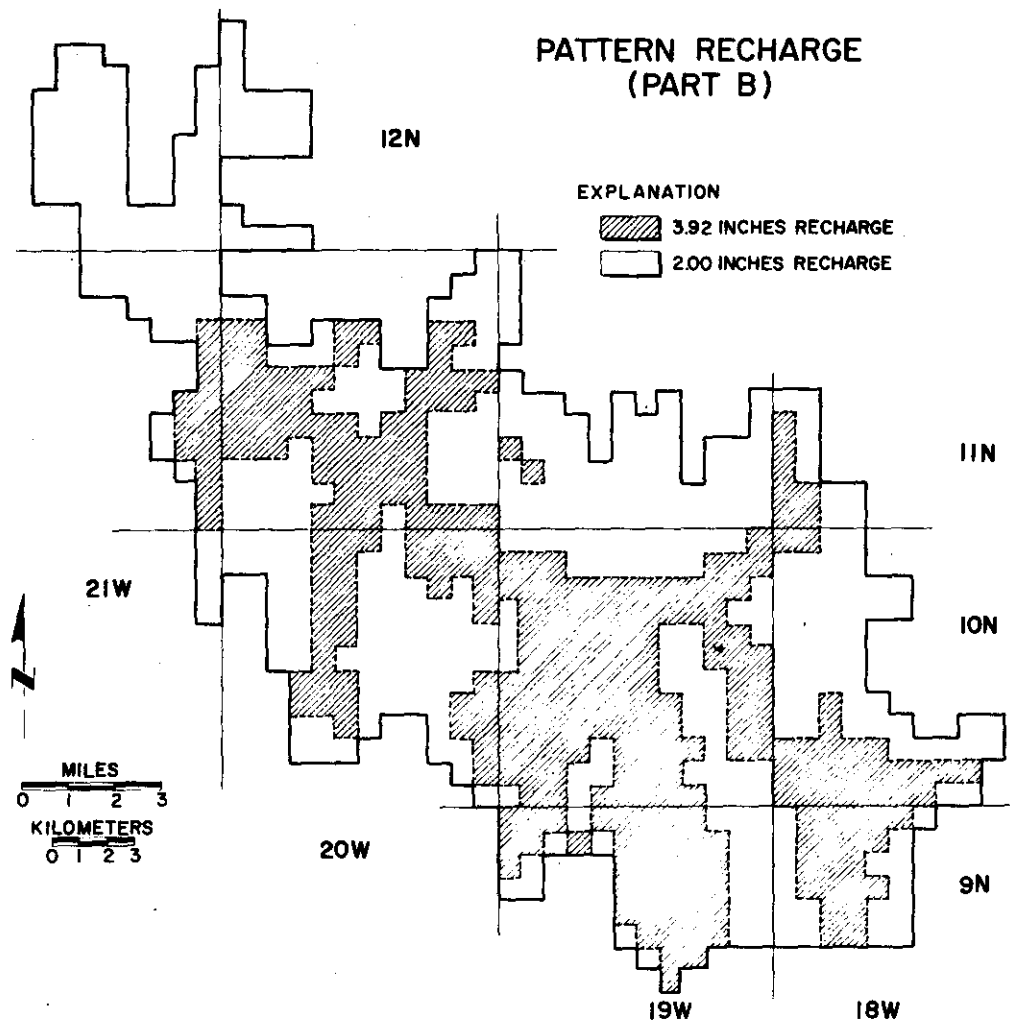 PATTERN RECHARGE
(PART B)
12N
EXPLANATION
3.92 INCHES RECHARGE
2.00 INCHES RECHARGE
11N
21W
10N
N
MILES
0 1 2 3
KILOMETERS
0 1 2 3
20W
9N
19W
18W